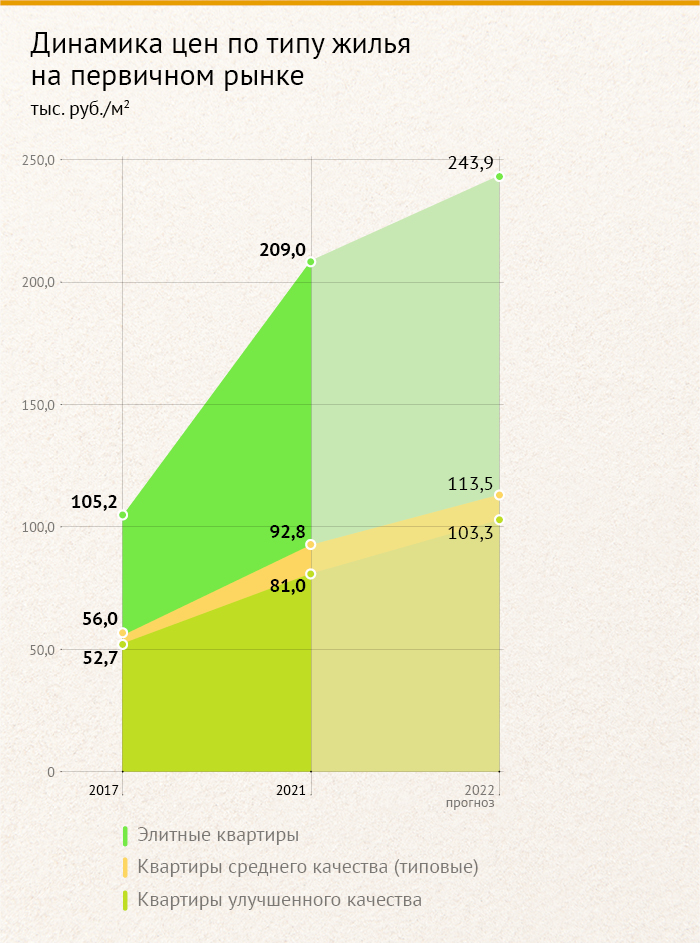 Динамика цен по типу жилья
на первичном рынке
тыс. руб./м²
250,0
243,9
209,0
200,0
150,0
113,5
105,2
100,0
92,8
103,3
81,0
56,0
50,0
52,7
0
2017
2021
2022
прогноз
Элитные квартиры
Квартиры среднего качества (типовые)
Квартиры улучшенного качества